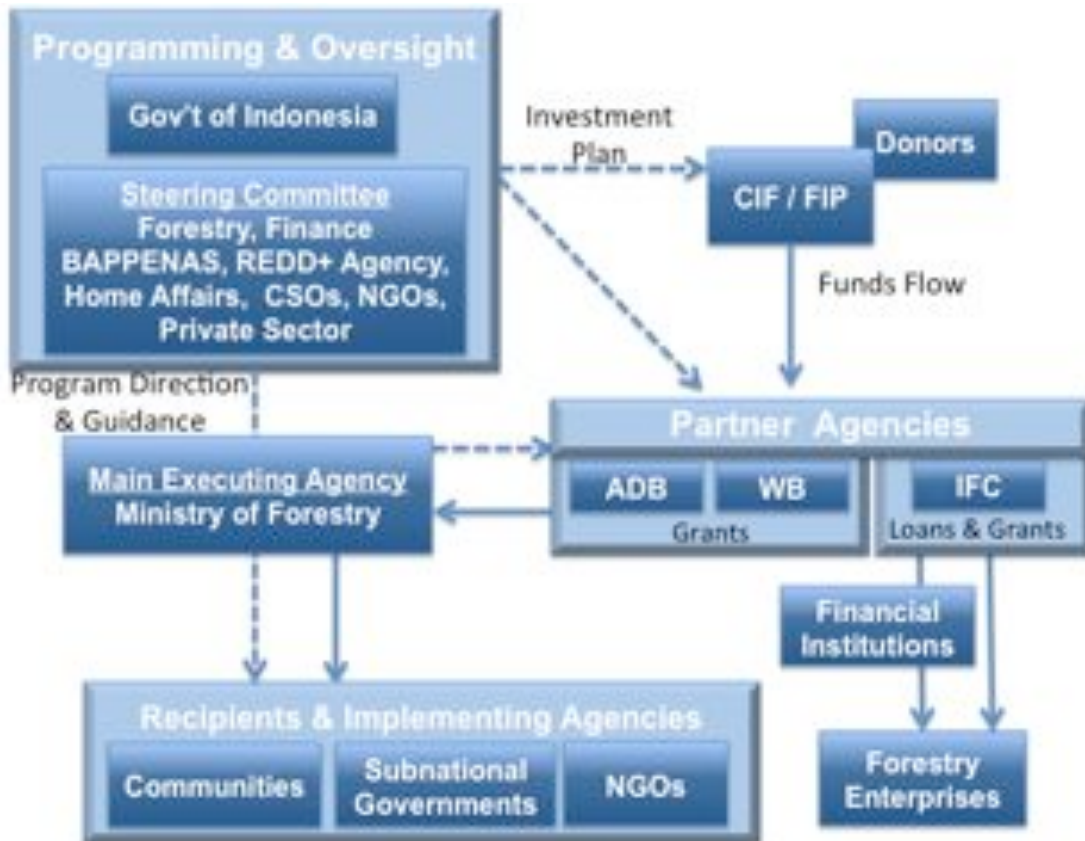 Programming & Oversight
Gov't of Indonesia
Steering Committee
Forestry, Finance
BAPPENAS, REDD+ Agency,
Home Affairs, CSOs, NGOs,
Private Sector
Investment
Plan
Donors
CIF / FIP
Funds Flow
Program Direction
& Guidance
Main Executing Agency
Ministry of Forestry
Partner Agencies
ADB
WB
Grants
IFC
Loans & Grants
Financial
Institutions
Recipients & Implementing Agencies
Communities
Subnational
Governments
NGOs
Forestry
Enterprises